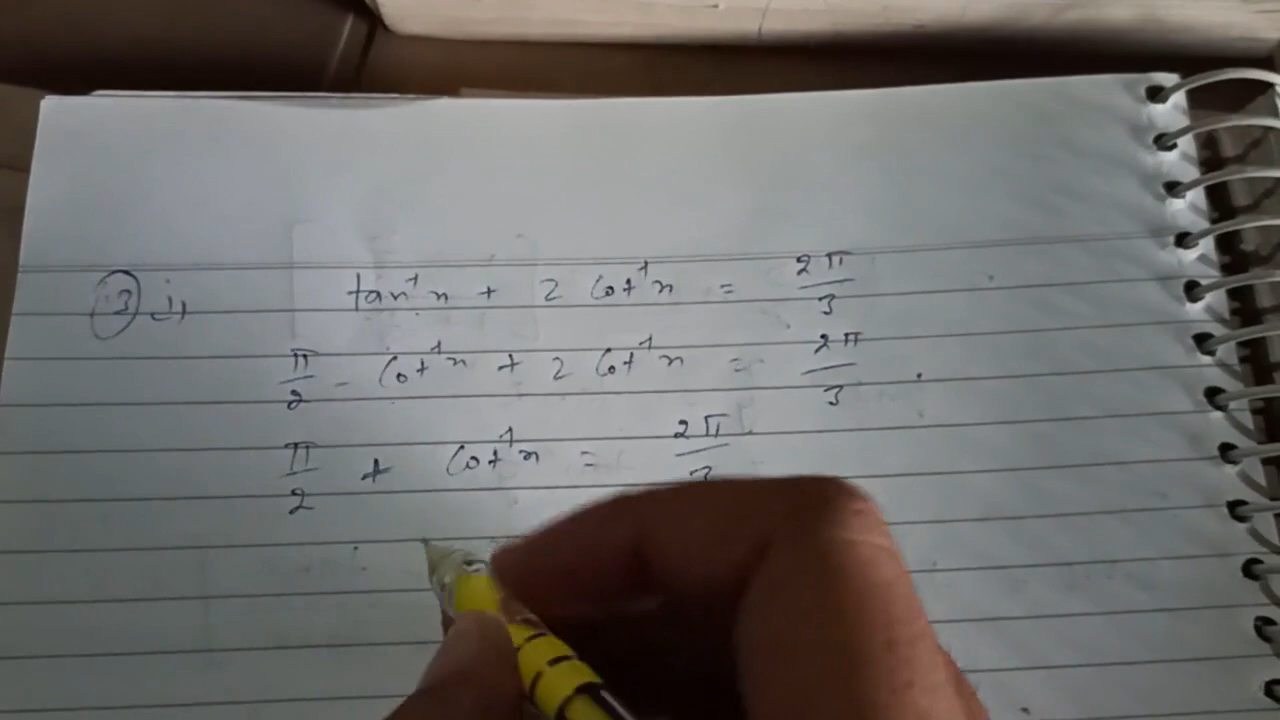 (3) i) tan⁻¹x + 2 cot⁻¹x = 2π/3
π/2 - cot⁻¹x + 2 cot⁻¹x = 2π/3
π/2 + cot⁻¹x = 2π/3